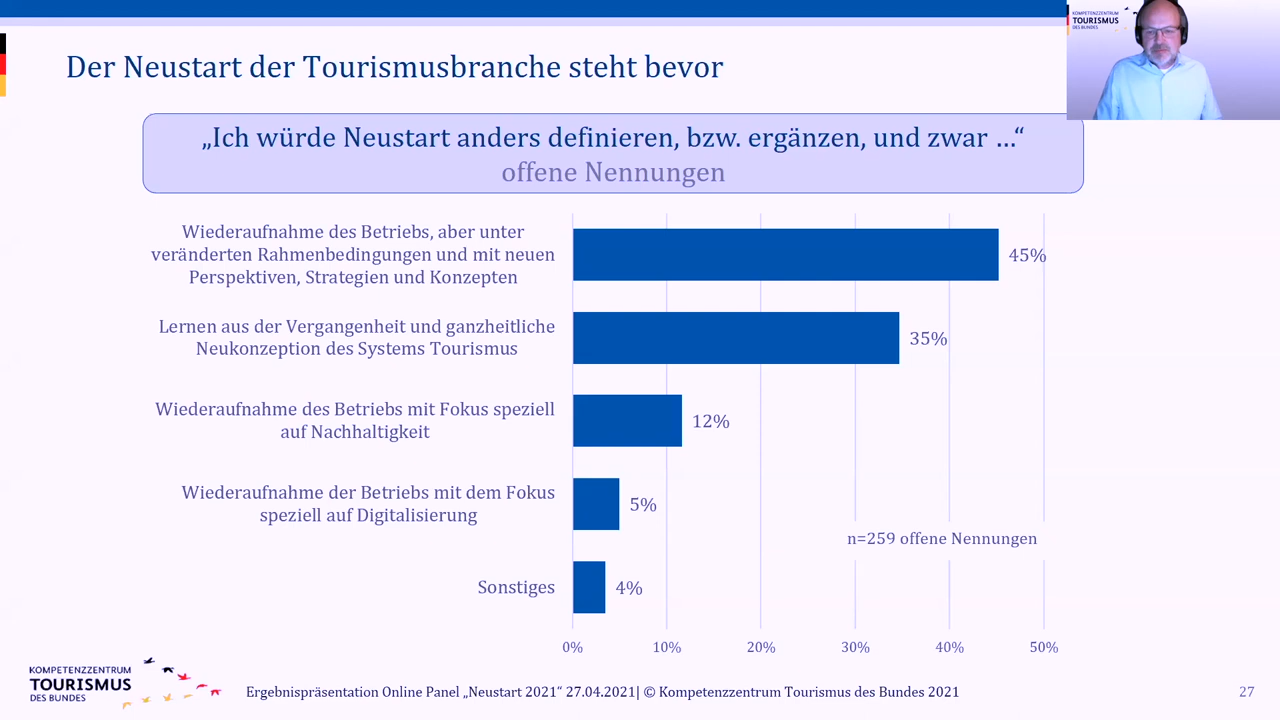 Der Neustart der Tourismusbranche steht bevor
KOMPETENZZENTRUM
TOURISMUS
DES BUNDES
„Ich würde Neustart anders definieren, bzw. ergänzen, und zwar …“
offene Nennungen
Wiederaufnahme des Betriebs, aber unter
veränderten Rahmenbedingungen und mit neuen
Perspektiven, Strategien und Konzepten
45%
Lernen aus der Vergangenheit und ganzheitliche
Neukonzeption des Systems Tourismus
35%
Wiederaufnahme des Betriebs mit Fokus speziell
auf Nachhaltigkeit
12%
Wiederaufnahme der Betriebs mit dem Fokus
speziell auf Digitalisierung
5%
n=259 offene Nennungen
Sonstiges
4%
0% 10% 20% 30% 40% 50%
KOMPETENZZENTRUM
TOURISMUS
DES BUNDES
Ergebnispräsentation Online Panel „Neustart 2021“ 27.04.2021| © Kompetenzzentrum Tourismus des Bundes 2021
27